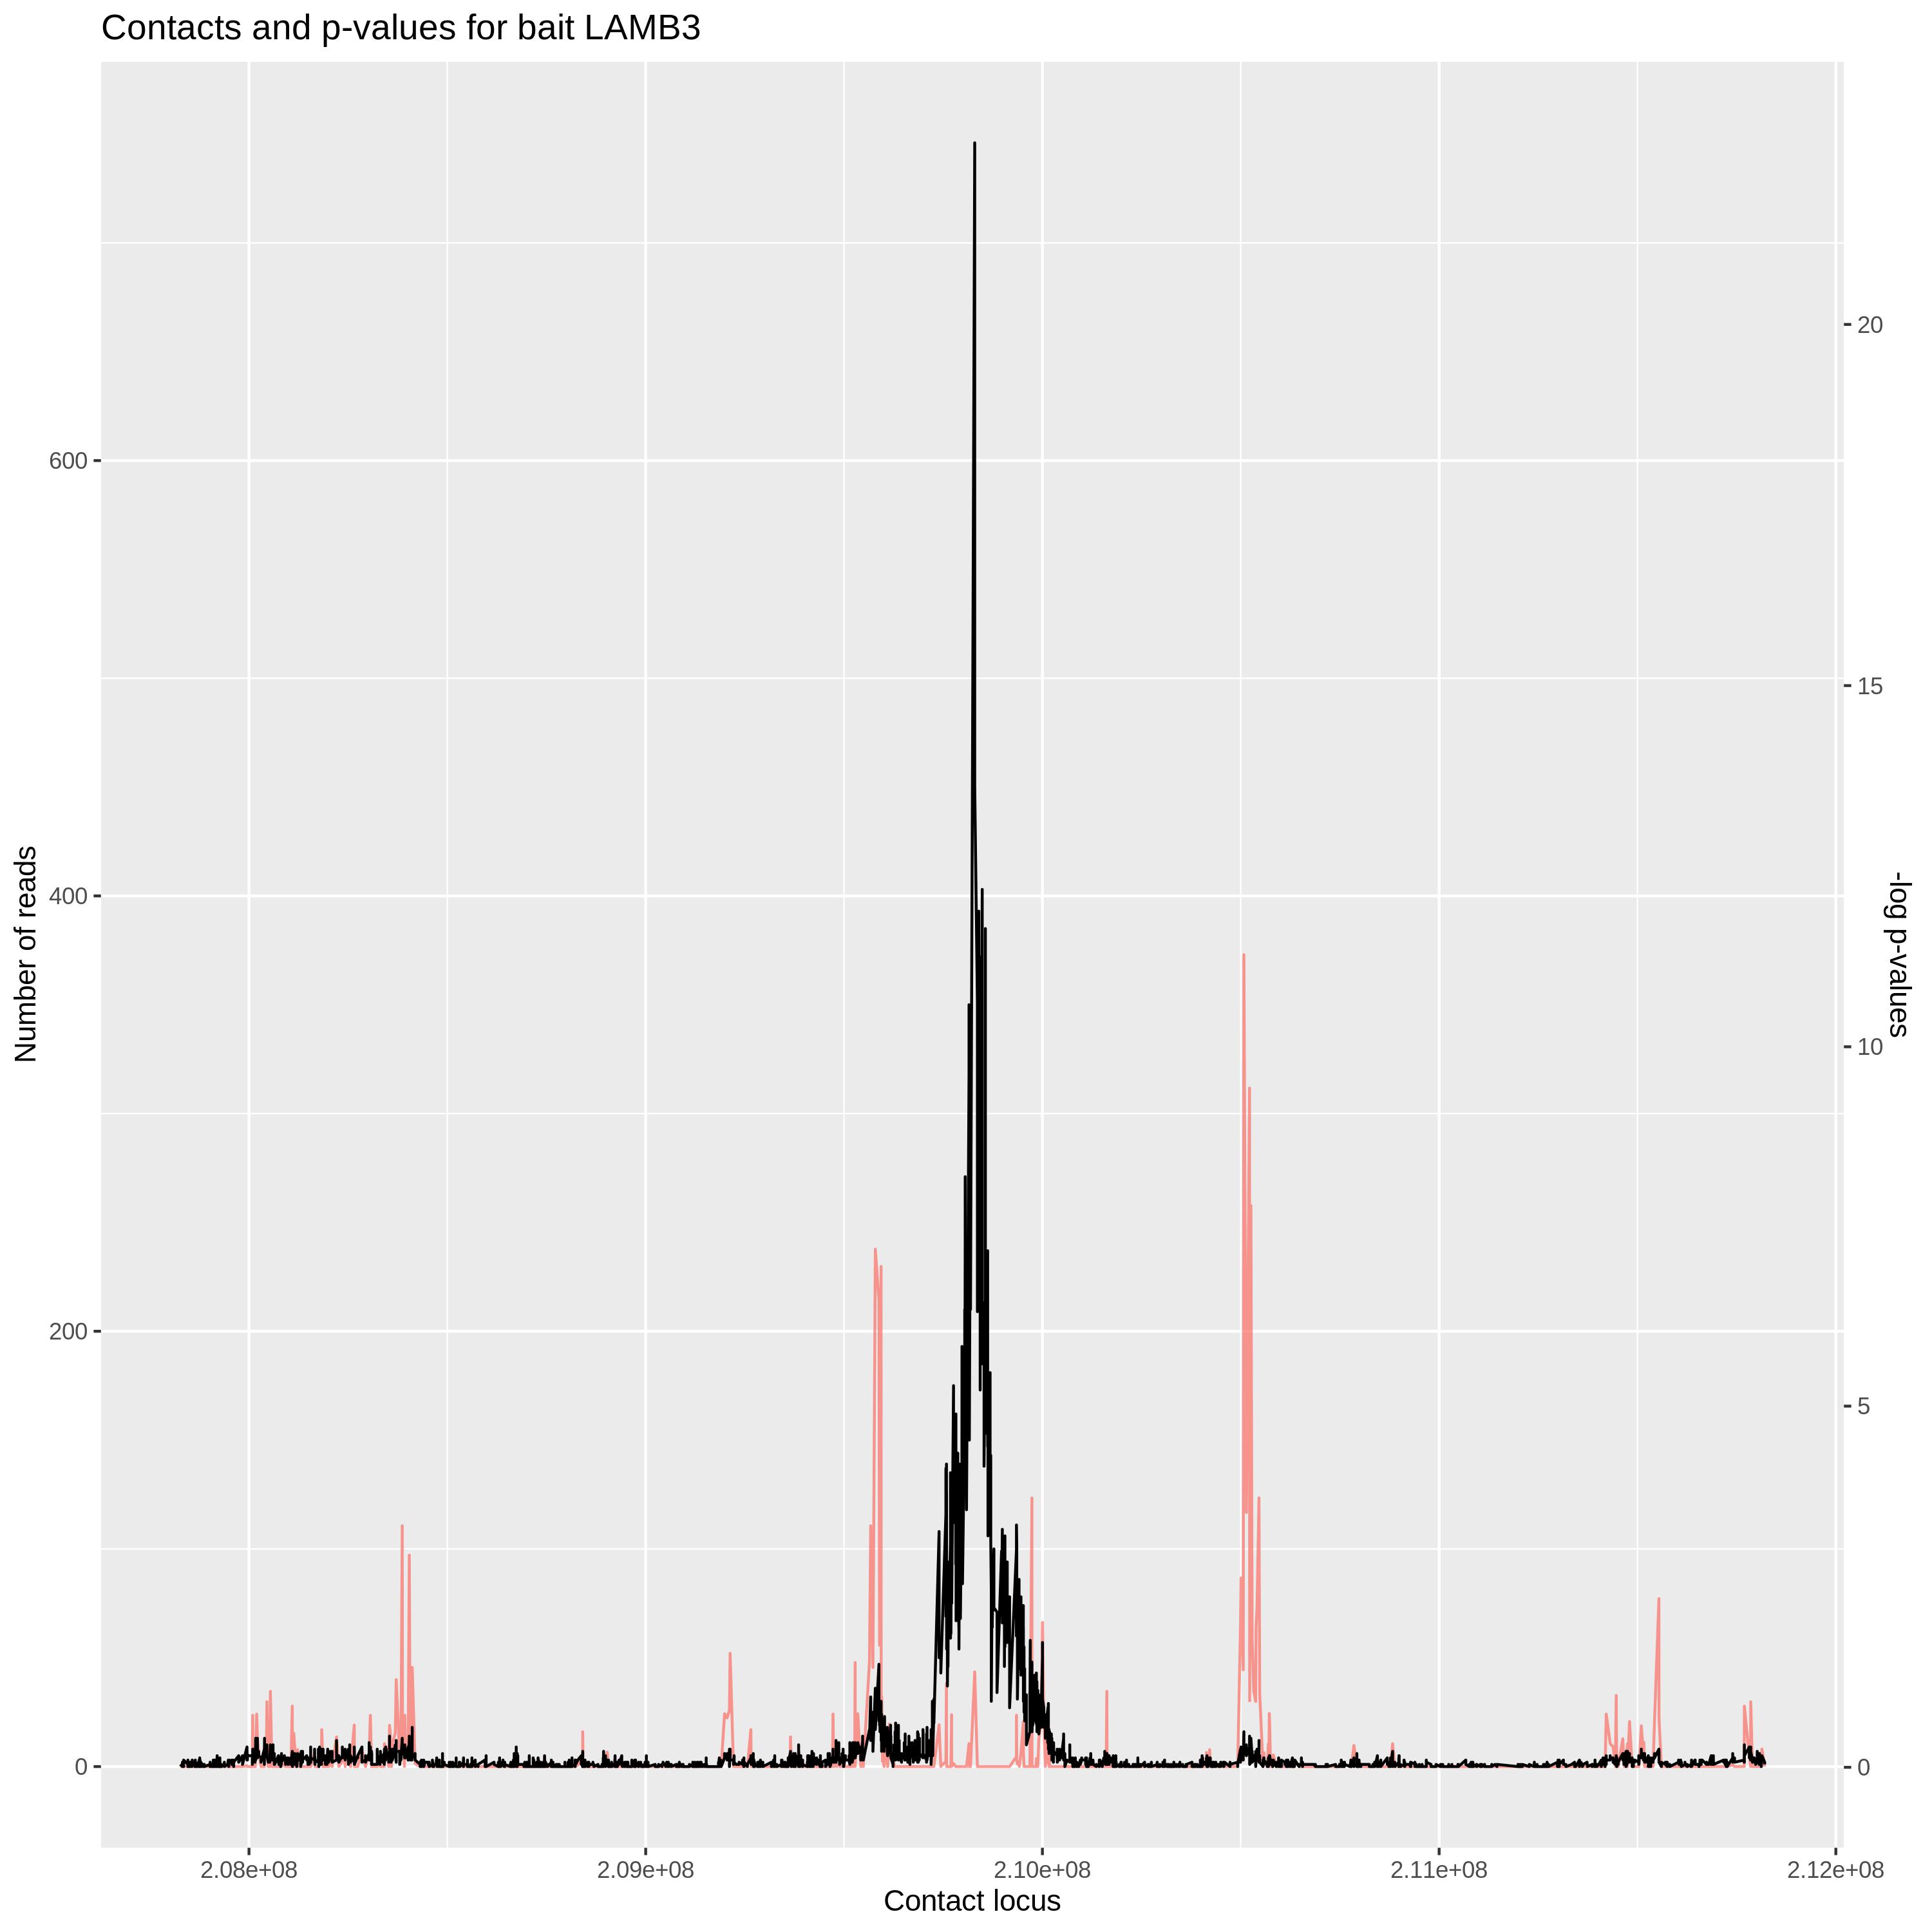 Contacts and p-values for bait LAMB3
Number of reads
600
400
200
0
20
15
10
5
0
-log p-values
2.08e+08
2.09e+08
2.10e+08
2.11e+08
2.12e+08
Contact locus